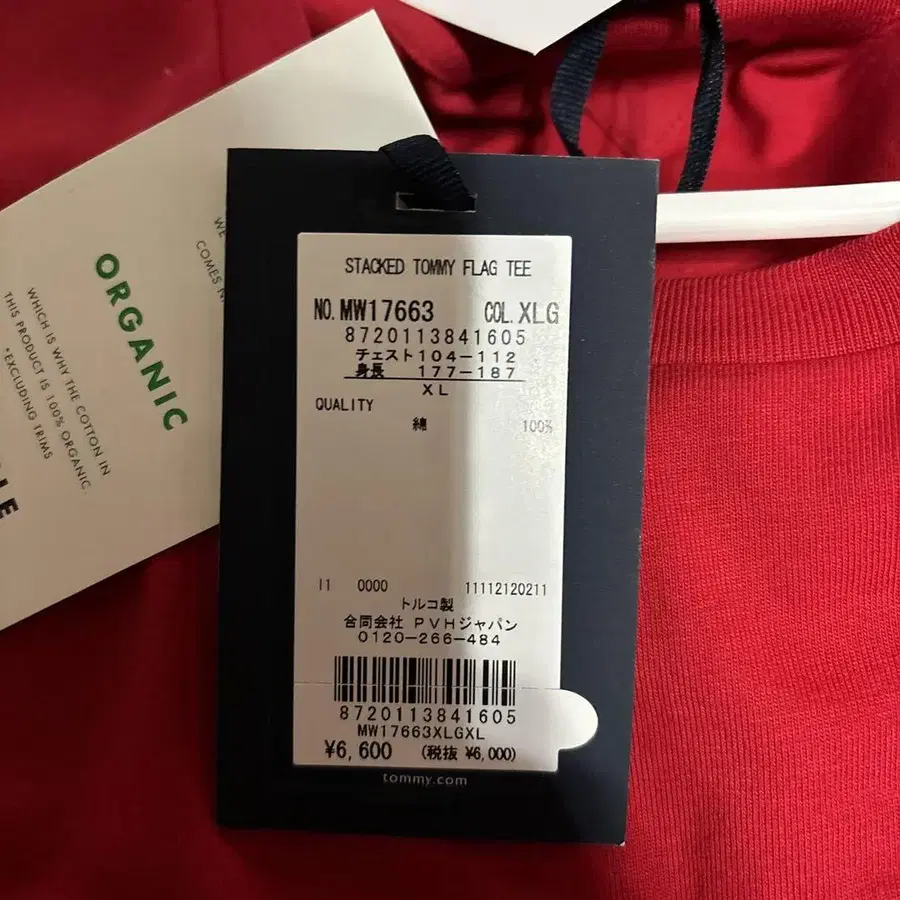 WE
COMES N
ORGANIC
WHICH IS WHY THE COTTON IN
THIS PRODUCT IS 100% ORGANIC.
*EXCLUDING TRIMS
STACKED TOMMY FLAG TEE
NO. MW17663 COL. XLG
8720113841605
チェスト104-112
身長 177-187
XL
QUALITY
綿 100%
I1 0000 11112120211
トルコ製
合同会社 PVHジャパン
0120-266-484
8720113841605
MW17663XLGXL
¥6,600 (税抜 ¥6,000)
tommy.com